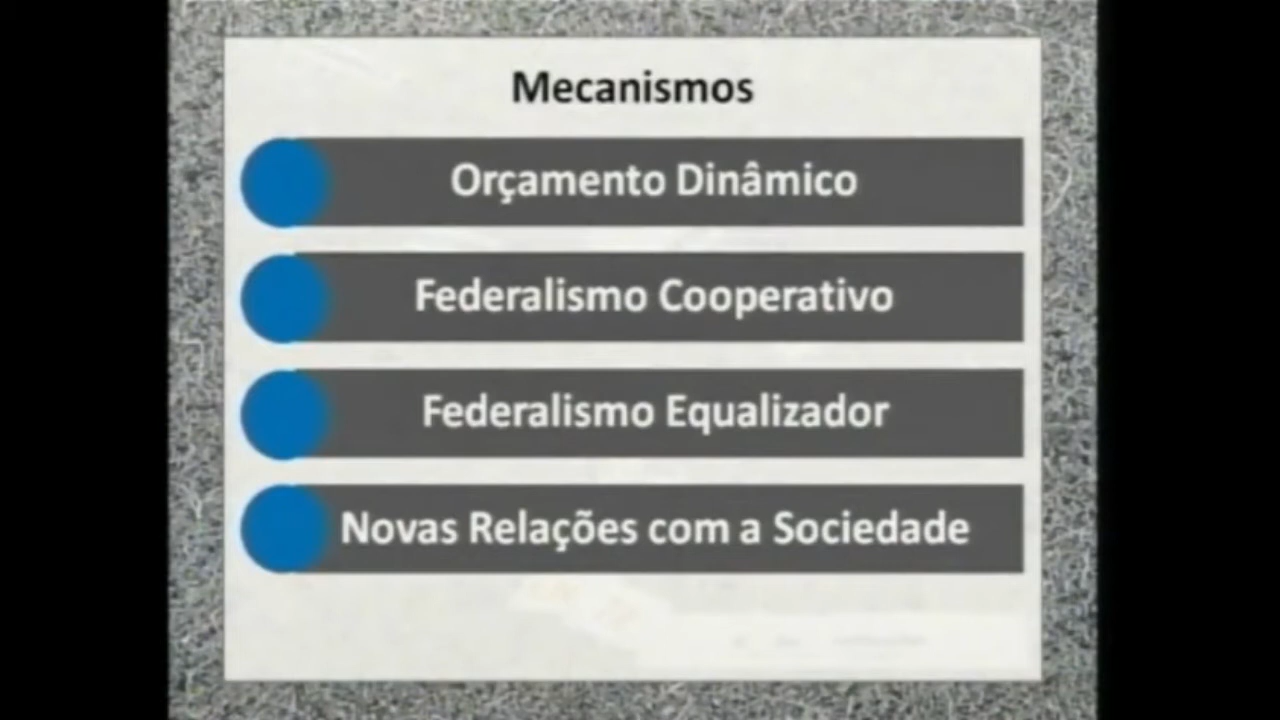 Mecanismos
Orçamento Dinâmico
Federalismo Cooperativo
Federalismo Equalizador
Novas Relações com a Sociedade